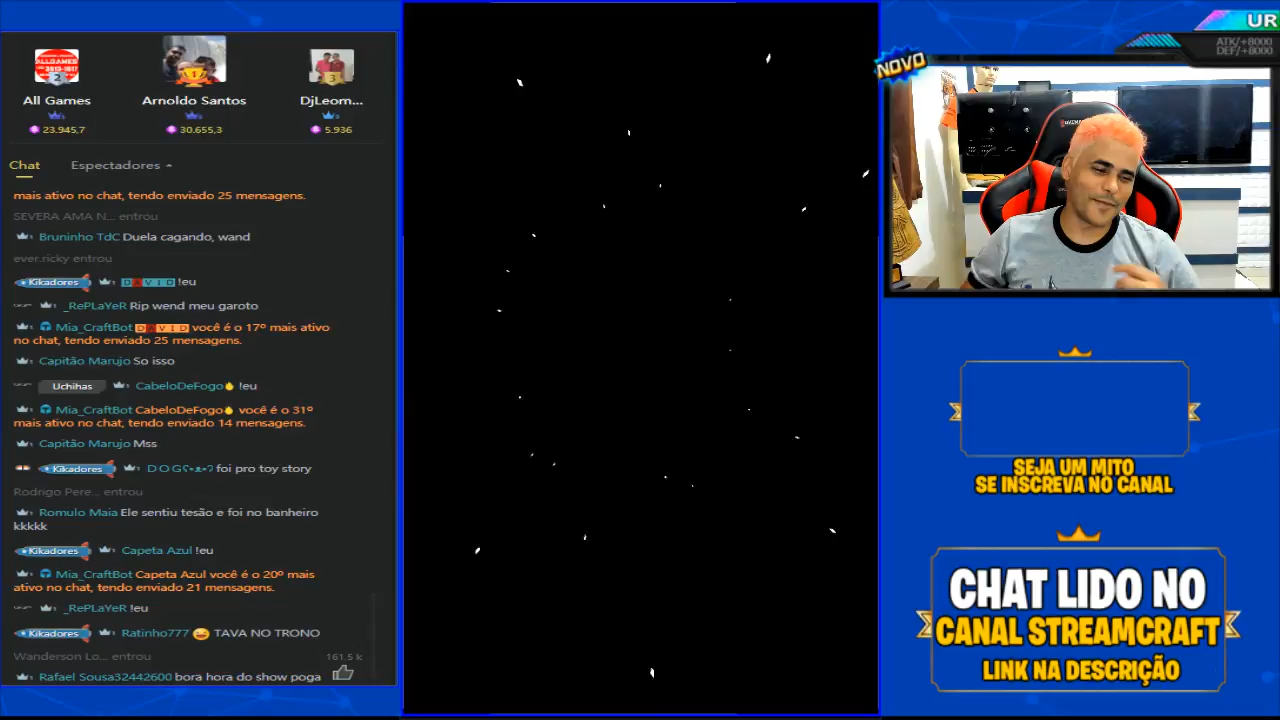 All Games
Arnoldo Santos
DjLeom...
23.945,7
30.655,3
5.936
Chat
Espectadores
mais ativo no chat, tendo enviado 25 mensagens.
SEVERA AMA N... entrou
Bruninho TdC Duela cagando, wand
ever.ricky entrou
Kikadores DAVID !eu
_RePLaYeR Rip wend meu garoto
Mia_CraftBot DAVID você é o 17º mais ativo
no chat, tendo enviado 25 mensagens.
Capitão Marujo So isso
Uchihas CabeloDeFogo🔥 !eu
Mia_CraftBot CabeloDeFogo🔥 você é o 31º
mais ativo no chat, tendo enviado 14 mensagens.
Capitão Marujo Mss
Kikadores D O G foi pro toy story
Rodrigo Pere... entrou
Romulo Maia Ele sentiu tesão e foi no banheiro
kkkkk
Kikadores Capeta Azul !eu
Mia_CraftBot Capeta Azul você é o 20º mais
ativo no chat, tendo enviado 21 mensagens.
_RePLaYeR !eu
Kikadores Ratinho777 😆 TAVA NO TRONO
Wanderson Lo... entrou
161.5 k
Rafael Sousa32442600 bora hora do show poga
NOVO
UR
ATK/+8000
DEF/+8000
SEJA UM MITO
SE INSCREVA NO CANAL
CHAT LIDO NO
CANAL STREAMCRAFT
LINK NA DESCRIÇÃO